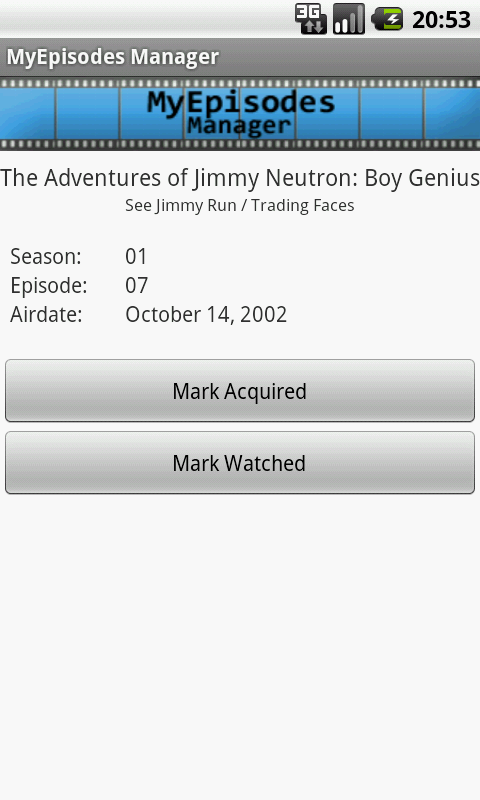 3G 20:53
MyEpisodes Manager
MyEpisodes
Manager
The Adventures of Jimmy Neutron: Boy Genius
See Jimmy Run / Trading Faces
Season: 01
Episode: 07
Airdate: October 14, 2002
Mark Acquired
Mark Watched